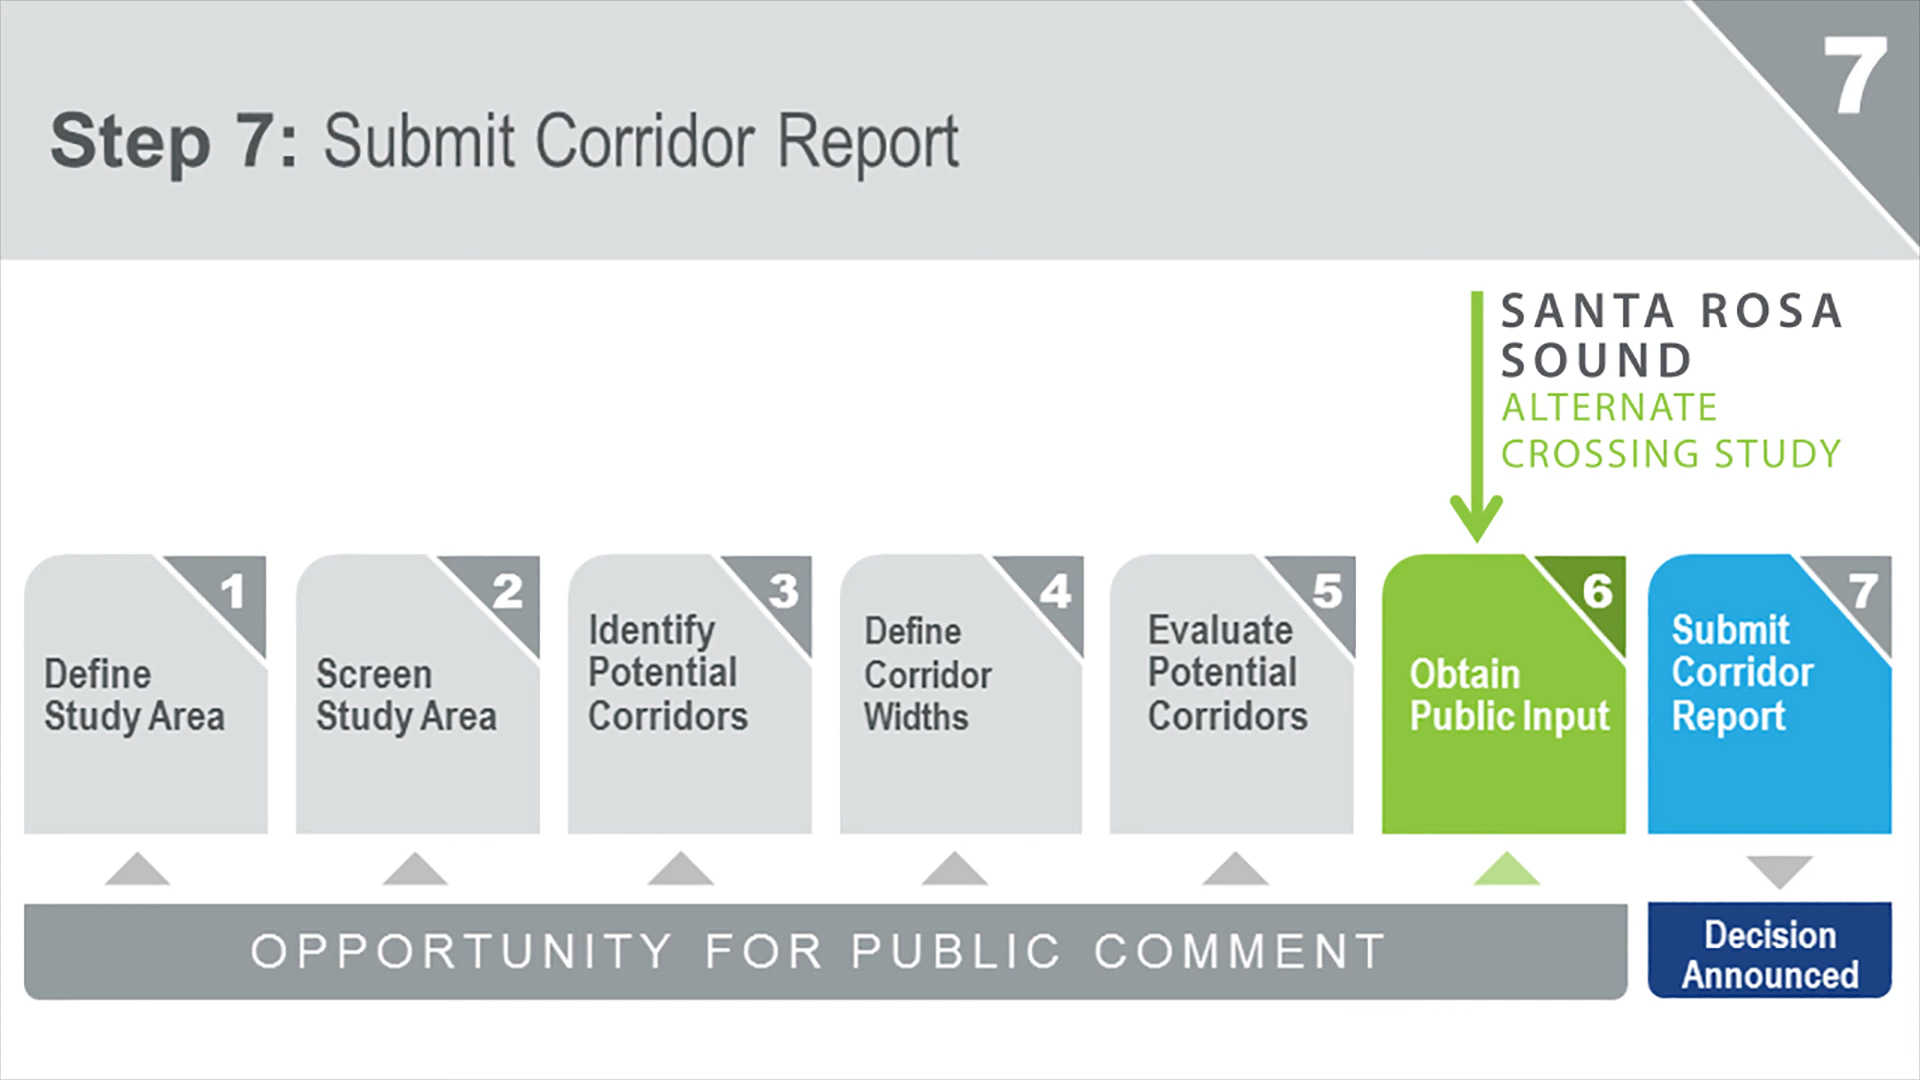 7
Step 7: Submit Corridor Report
SANTA ROSA
SOUND
ALTERNATE
CROSSING STUDY
1
Define
Study Area
2
Screen
Study Area
3
Identify
Potential
Corridors
4
Define
Corridor
Widths
5
Evaluate
Potential
Corridors
6
Obtain
Public Input
7
Submit
Corridor
Report
OPPORTUNITY FOR PUBLIC COMMENT
Decision
Announced